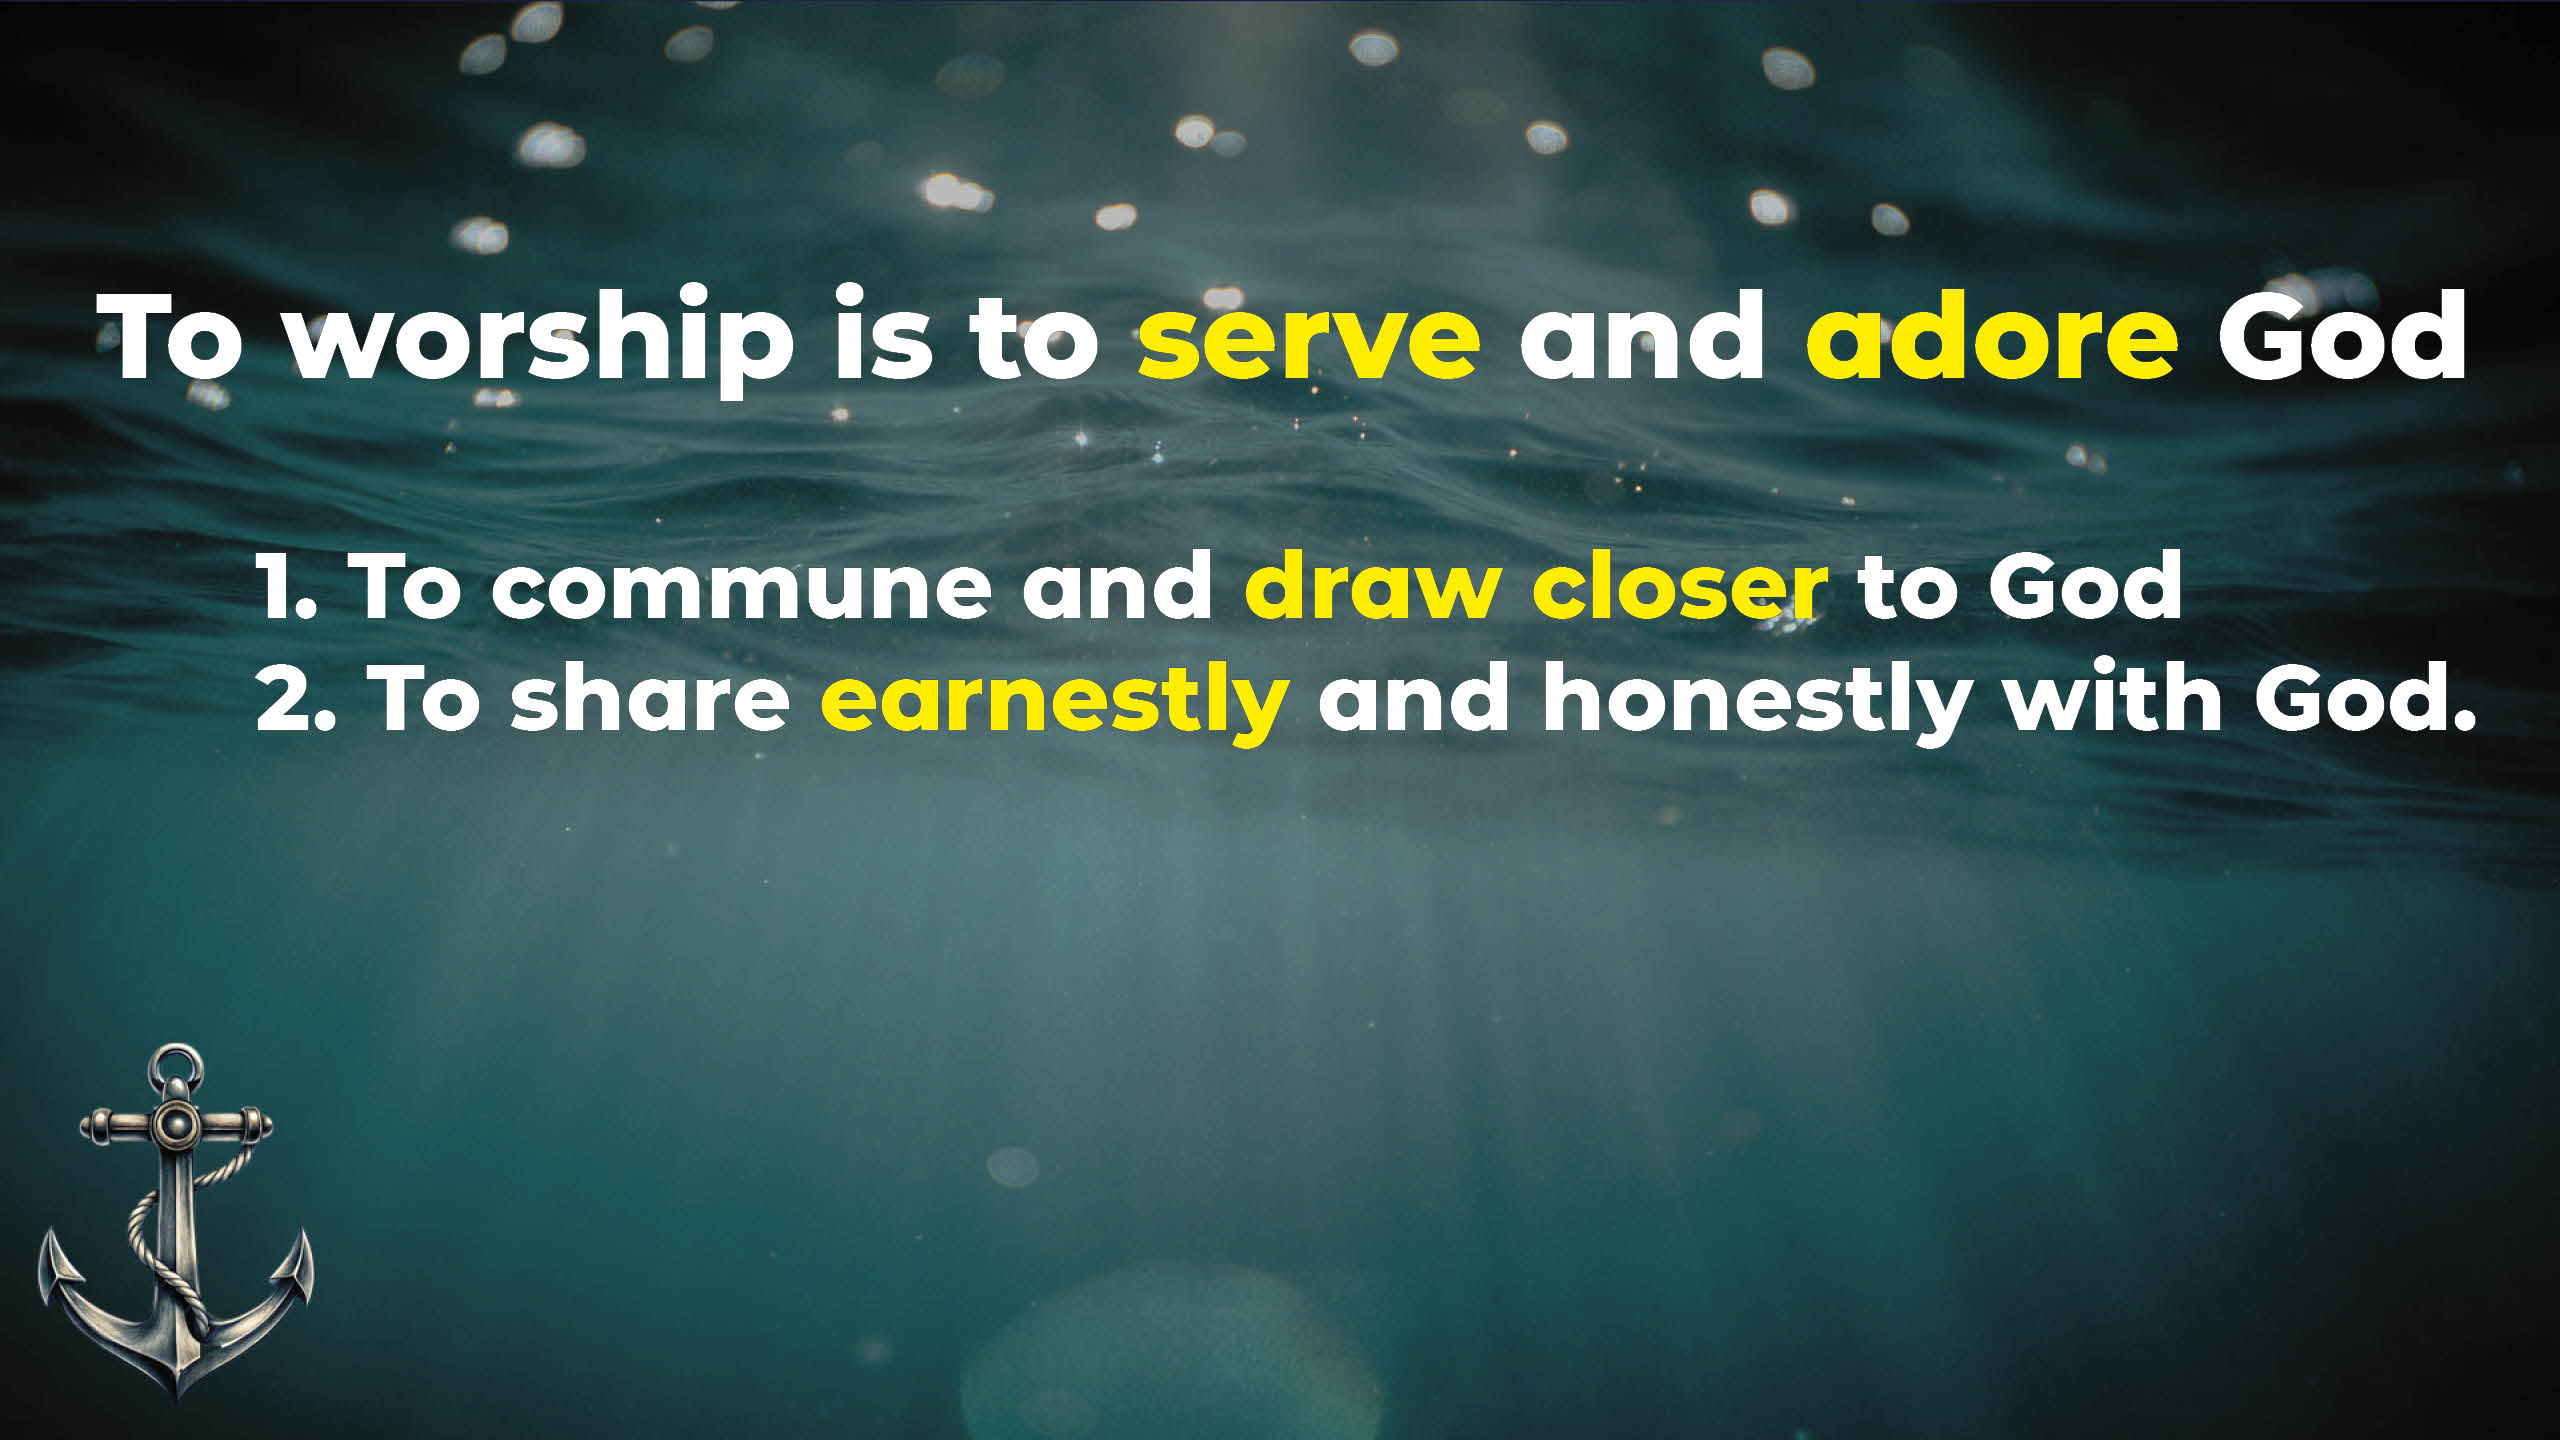 To worship is to serve and adore God
1. To commune and draw closer to God
2. To share earnestly and honestly with God.